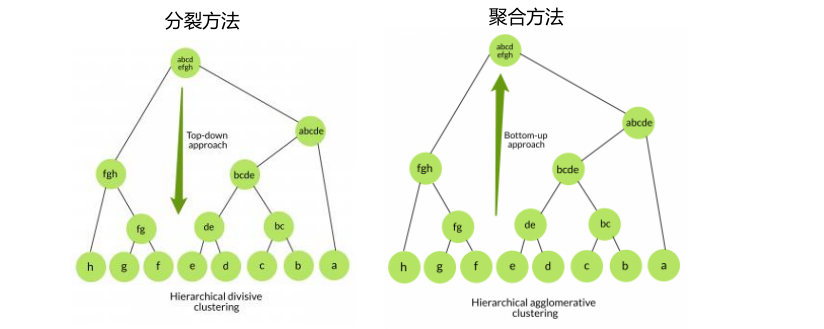 分裂方法
abcd
efgh
Top-down
approach
abcde
fgh
bcde
fg
de
bc
h
g
f
e
d
c
b
a
Hierarchical divisive
clustering
聚合方法
abcd
efgh
Bottom-up
approach
abcde
fgh
bcde
fg
de
bc
h
g
f
e
d
c
b
a
Hierarchical agglomerative
clustering